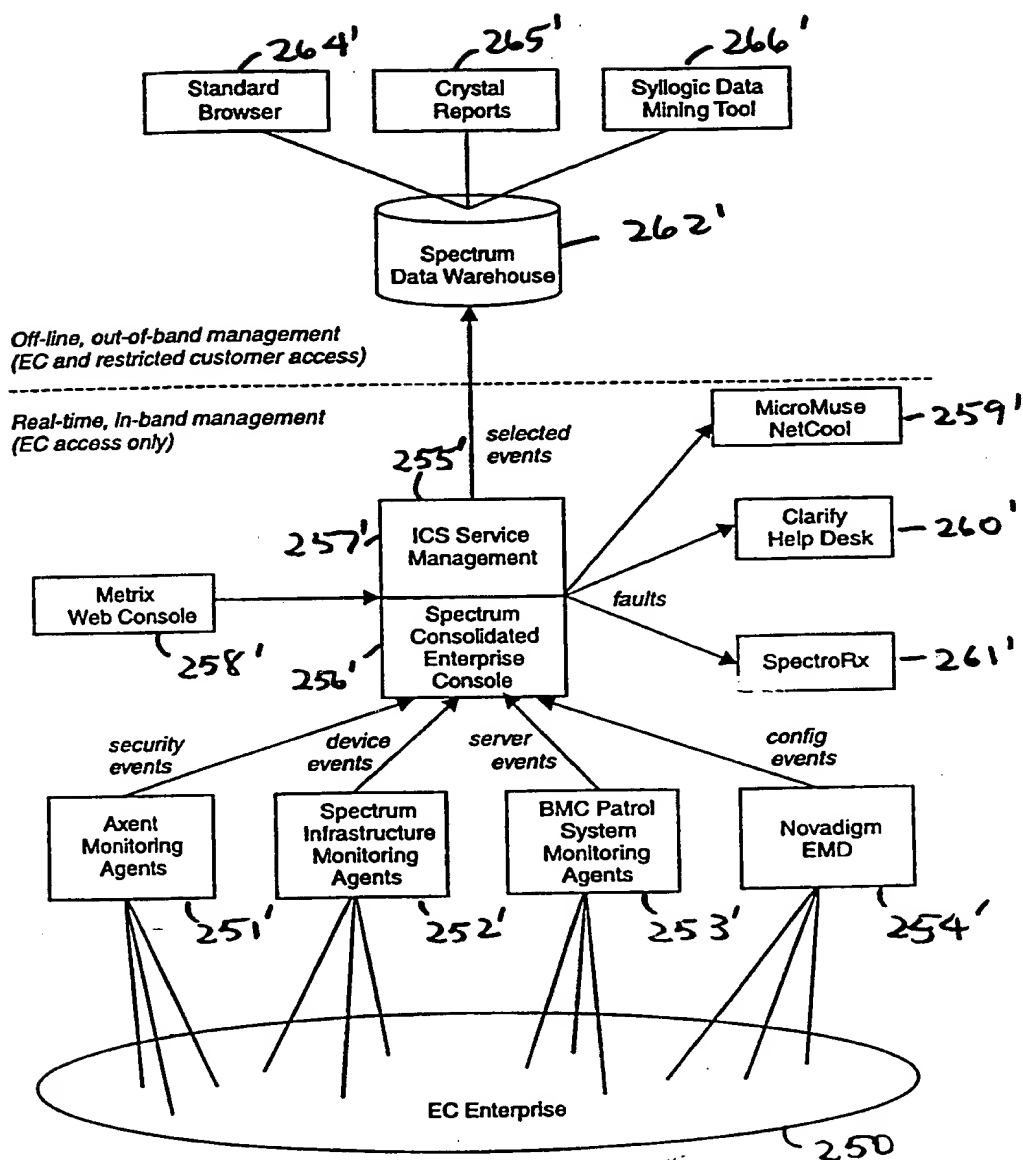 264'
265'
266'
Standard
Browser
Crystal
Reports
Syllogic Data
Mining Tool
262'
Spectrum
Data Warehouse
Off-line, out-of-band management
(EC and restricted customer access)
Real-time, in-band management
(EC access only)
selected
events
MicroMuse
NetCool
259'
255'
257'
ICS Service
Management
Clarify
Help Desk
260'
Metrix
Web Console
258'
Spectrum
Consolidated
Enterprise
Console
256'
faults
SpectroRx
261'
security
events
device
events
server
events
config
events
Axent
Monitoring
Agents
Spectrum
Infrastructure
Monitoring
Agents
BMC Patrol
System
Monitoring
Agents
Novadigm
EMD
251'
252'
253'
254'
EC Enterprise
250